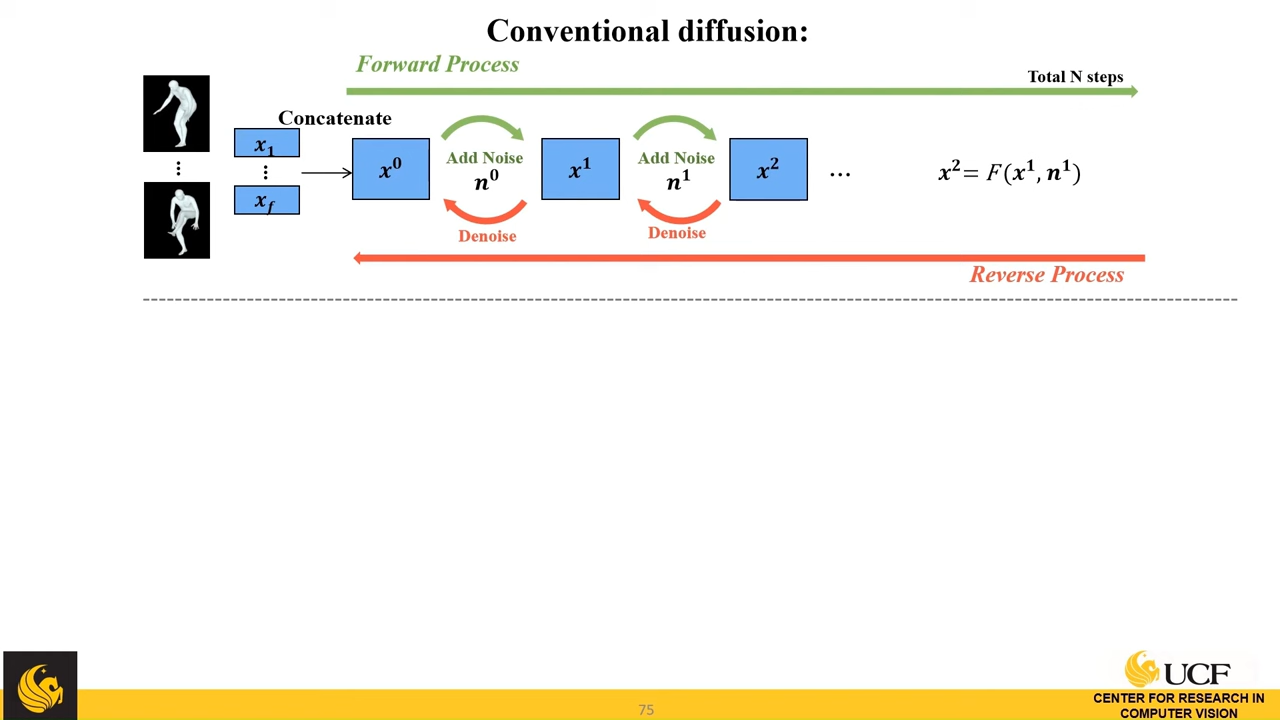 Conventional diffusion:
Forward Process
Total N steps
Concatenate
x₁
⋮
x_f
x⁰
Add Noise
n⁰
Denoise
x¹
Add Noise
n¹
Denoise
x²
...
x²= F(x¹, n¹)
Reverse Process
75
UCF
CENTER FOR RESEARCH IN
COMPUTER VISION